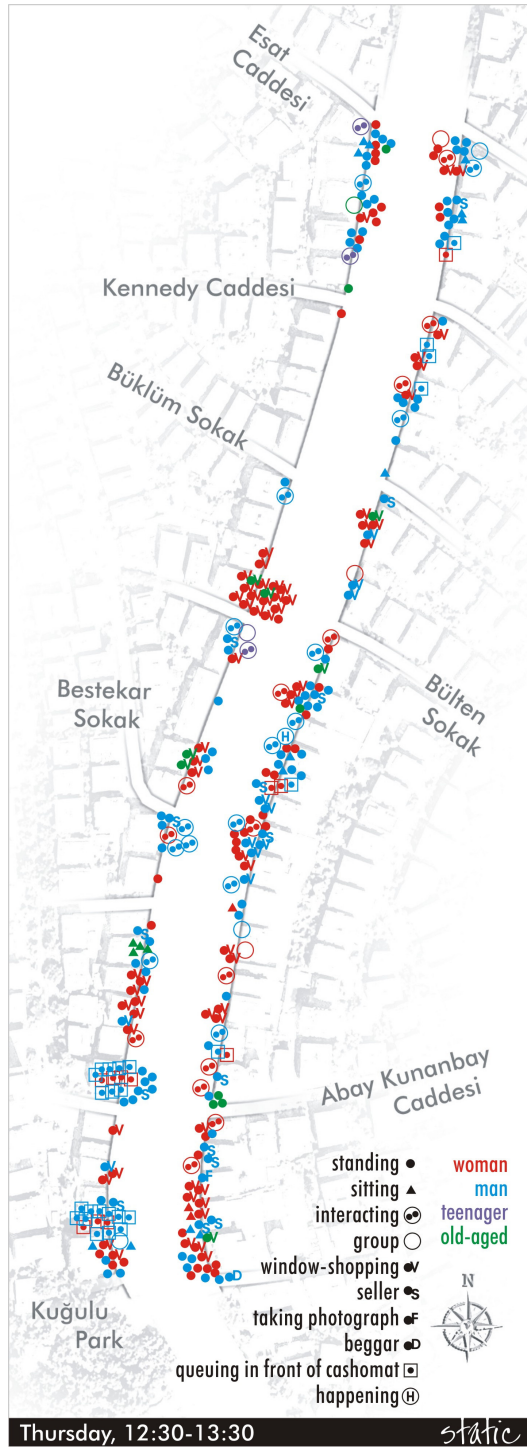 Esat
Caddesi
Kennedy Caddesi
Büklüm Sokak
Bestekar
Sokak
Bülten
Sokak
Abay Kunanbay
Caddesi
standing
sitting
interacting
group
window-shopping V
seller S
taking photograph F
beggar D
queuing in front of cashomat
happening H
woman
man
teenager
old-aged
N
Kuğulu
Park
Thursday, 12:30-13:30
static